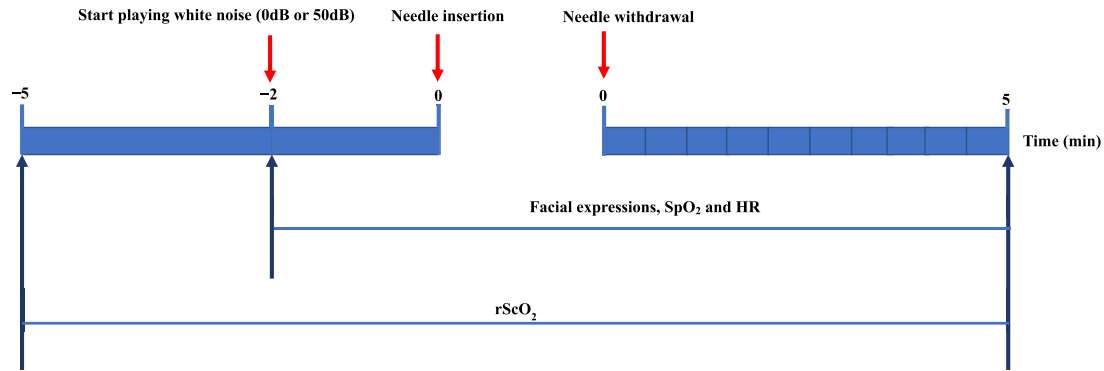 Start playing white noise (0dB or 50dB)
Needle insertion
Needle withdrawal
−5
−2
0
0
5
Time (min)
Facial expressions, SpO₂ and HR
rScO₂